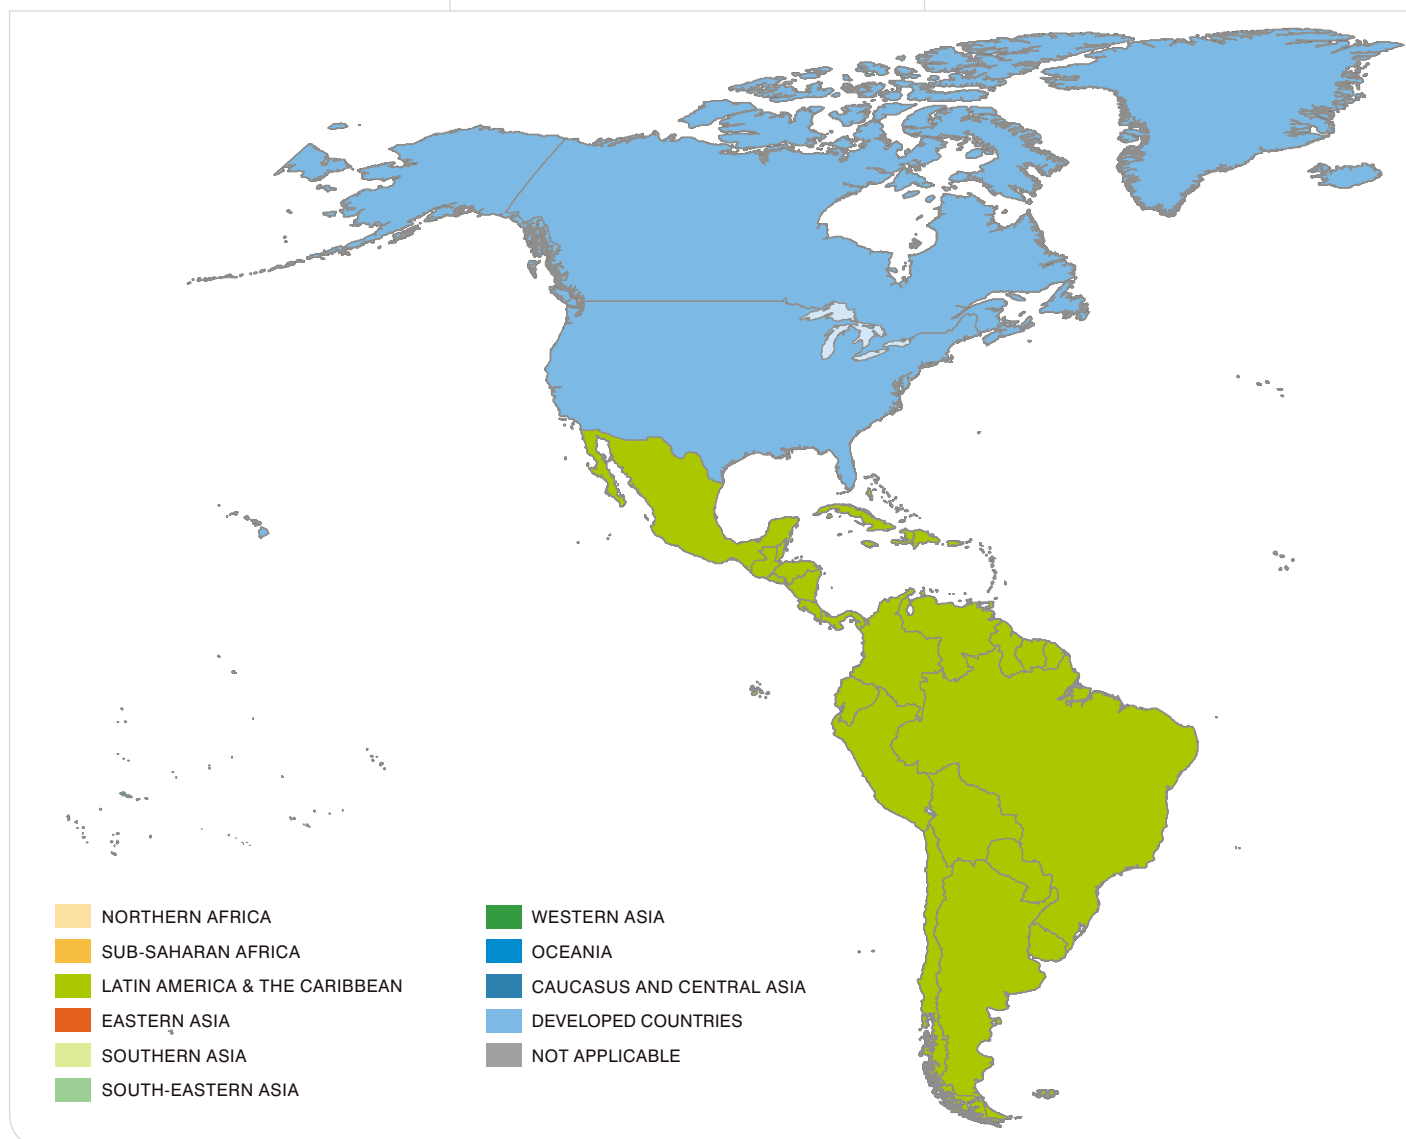 NORTHERN AFRICA
SUB-SAHARAN AFRICA
LATIN AMERICA & THE CARIBBEAN
EASTERN ASIA
SOUTHERN ASIA
SOUTH-EASTERN ASIA
WESTERN ASIA
OCEANIA
CAUCASUS AND CENTRAL ASIA
DEVELOPED COUNTRIES
NOT APPLICABLE